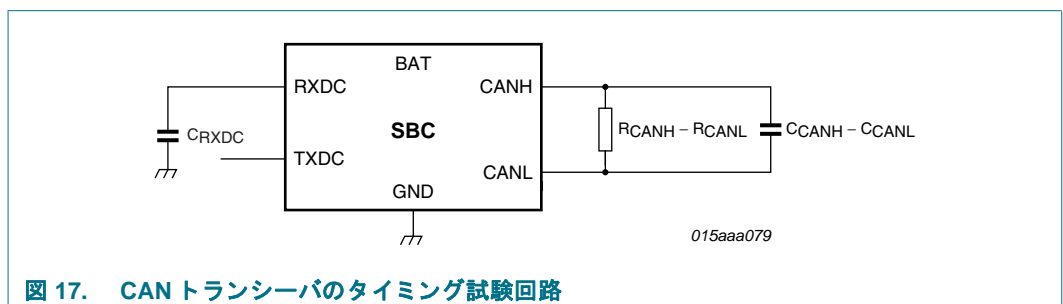 BAT
RXDC
CANH
CRXDC
SBC
RCANH – RCANL
CCANH – CCANL
TXDC
CANL
GND
015aaa079
図 17. CAN トランシーバのタイミング試験回路